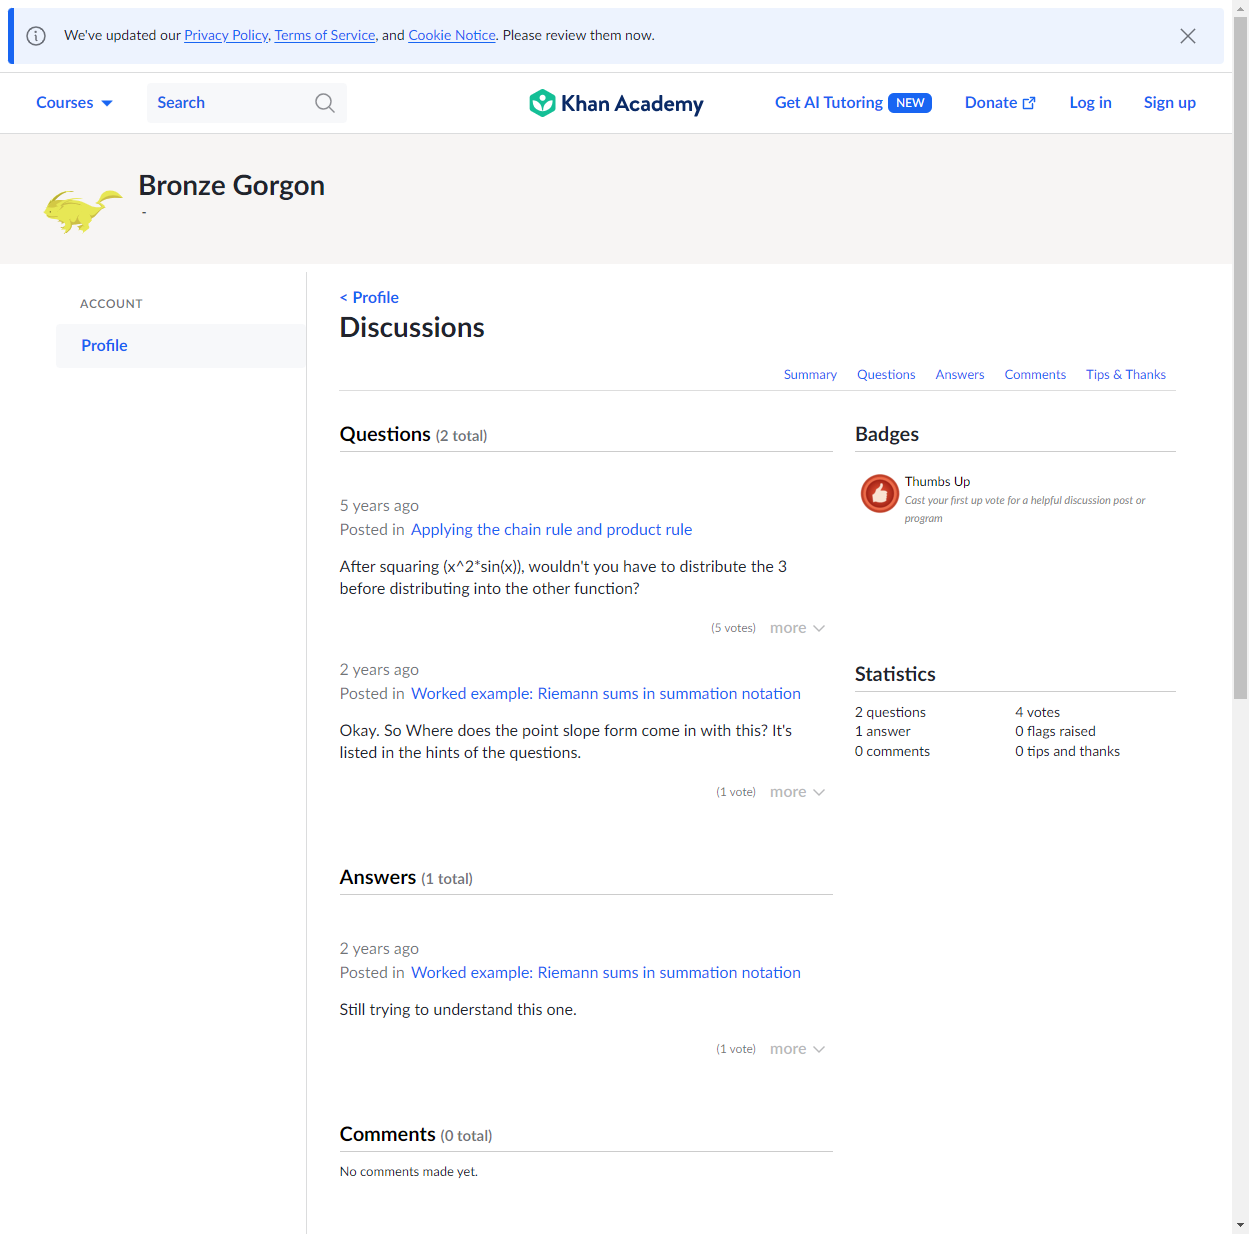 We've updated our Privacy Policy, Terms of Service, and Cookie Notice. Please review them now.
Courses
Search
Khan Academy
Get AI Tutoring NEW
Donate
Log in
Sign up
Bronze Gorgon
-
ACCOUNT
Profile
< Profile
Discussions
Summary Questions Answers Comments Tips & Thanks
Questions (2 total)
5 years ago
Posted in Applying the chain rule and product rule
After squaring (x^2*sin(x)), wouldn't you have to distribute the 3
before distributing into the other function?
(5 votes) more
2 years ago
Posted in Worked example: Riemann sums in summation notation
Okay. So Where does the point slope form come in with this? It's
listed in the hints of the questions.
(1 vote) more
Answers (1 total)
2 years ago
Posted in Worked example: Riemann sums in summation notation
Still trying to understand this one.
(1 vote) more
Comments (0 total)
No comments made yet.
Badges
Thumbs Up
Cast your first up vote for a helpful discussion post or
program
Statistics
2 questions 4 votes
1 answer 0 flags raised
0 comments 0 tips and thanks